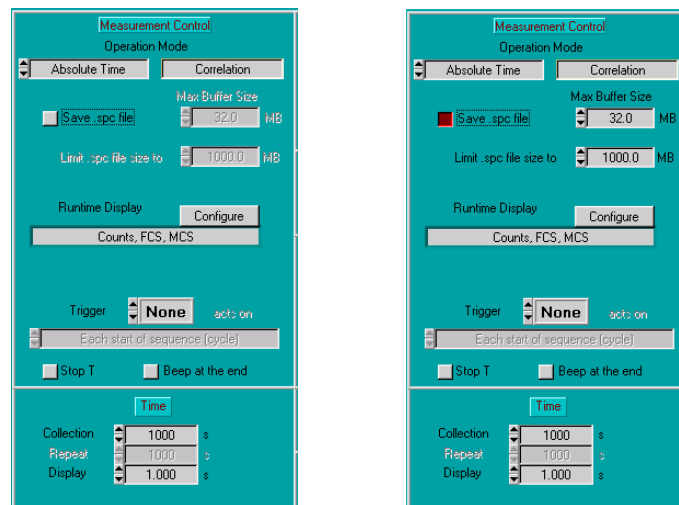 Measurement Control
Operation Mode
Absolute Time Correlation
Max Buffer Size
Save .spc file 32.0 MB
Limit .spc file size to 1000.0 MB
Runtime Display Configure
Counts, FCS, MCS
Trigger None acts on
Each start of sequence (cycle)
Stop T Beep at the end
Time
Collection 1000 s
Repeat 1000 s
Display 1.000 s
Measurement Control
Operation Mode
Absolute Time Correlation
Max Buffer Size
Save .spc file 32.0 MB
Limit .spc file size to 1000.0 MB
Runtime Display Configure
Counts, FCS, MCS
Trigger None acts on
Each start of sequence (cycle)
Stop T Beep at the end
Time
Collection 1000 s
Repeat 1000 s
Display 1.000 s